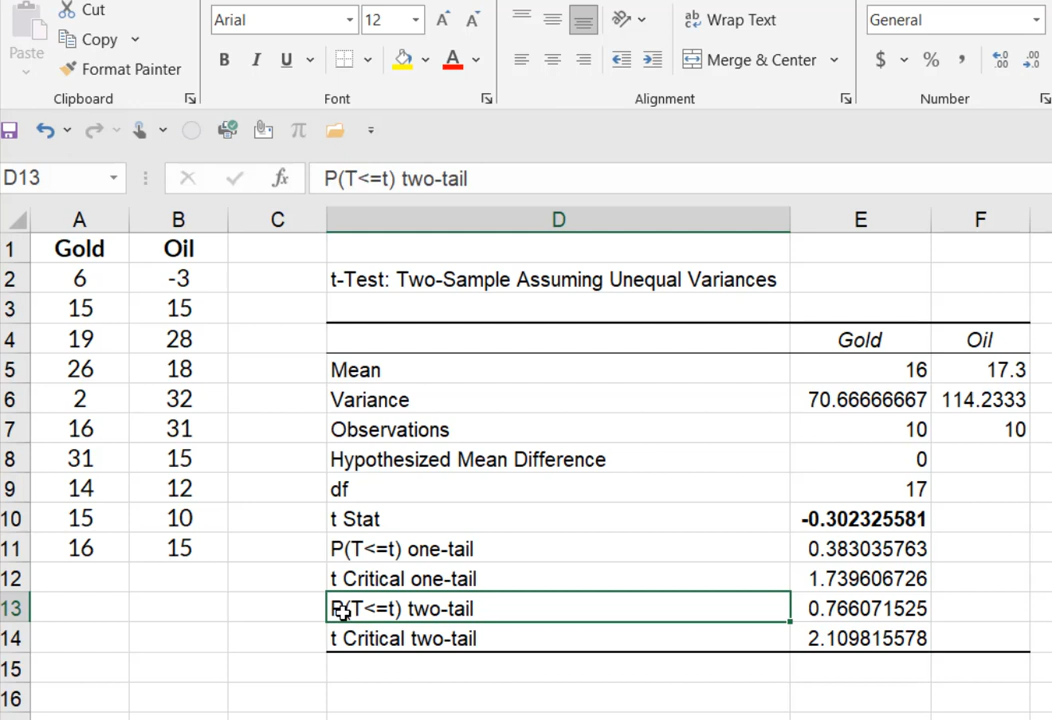 Cut
Arial 12
Wrap Text
General
Paste
Copy
Format Painter
B I U A
Merge & Center
$ % , .00 .0
Clipboard Font Alignment Number
D13 fx P(T<=t) two-tail
A B C D E F
1 Gold Oil
2 6 -3 t-Test: Two-Sample Assuming Unequal Variances
3 15 15
4 19 28 Gold Oil
5 26 18 Mean 16 17.3
6 2 32 Variance 70.66666667 114.2333
7 16 31 Observations 10 10
8 31 15 Hypothesized Mean Difference 0
9 14 12 df 17
10 15 10 t Stat -0.302325581
11 16 15 P(T<=t) one-tail 0.383035763
12 t Critical one-tail 1.739606726
13 P(T<=t) two-tail 0.766071525
14 t Critical two-tail 2.109815578
15
16